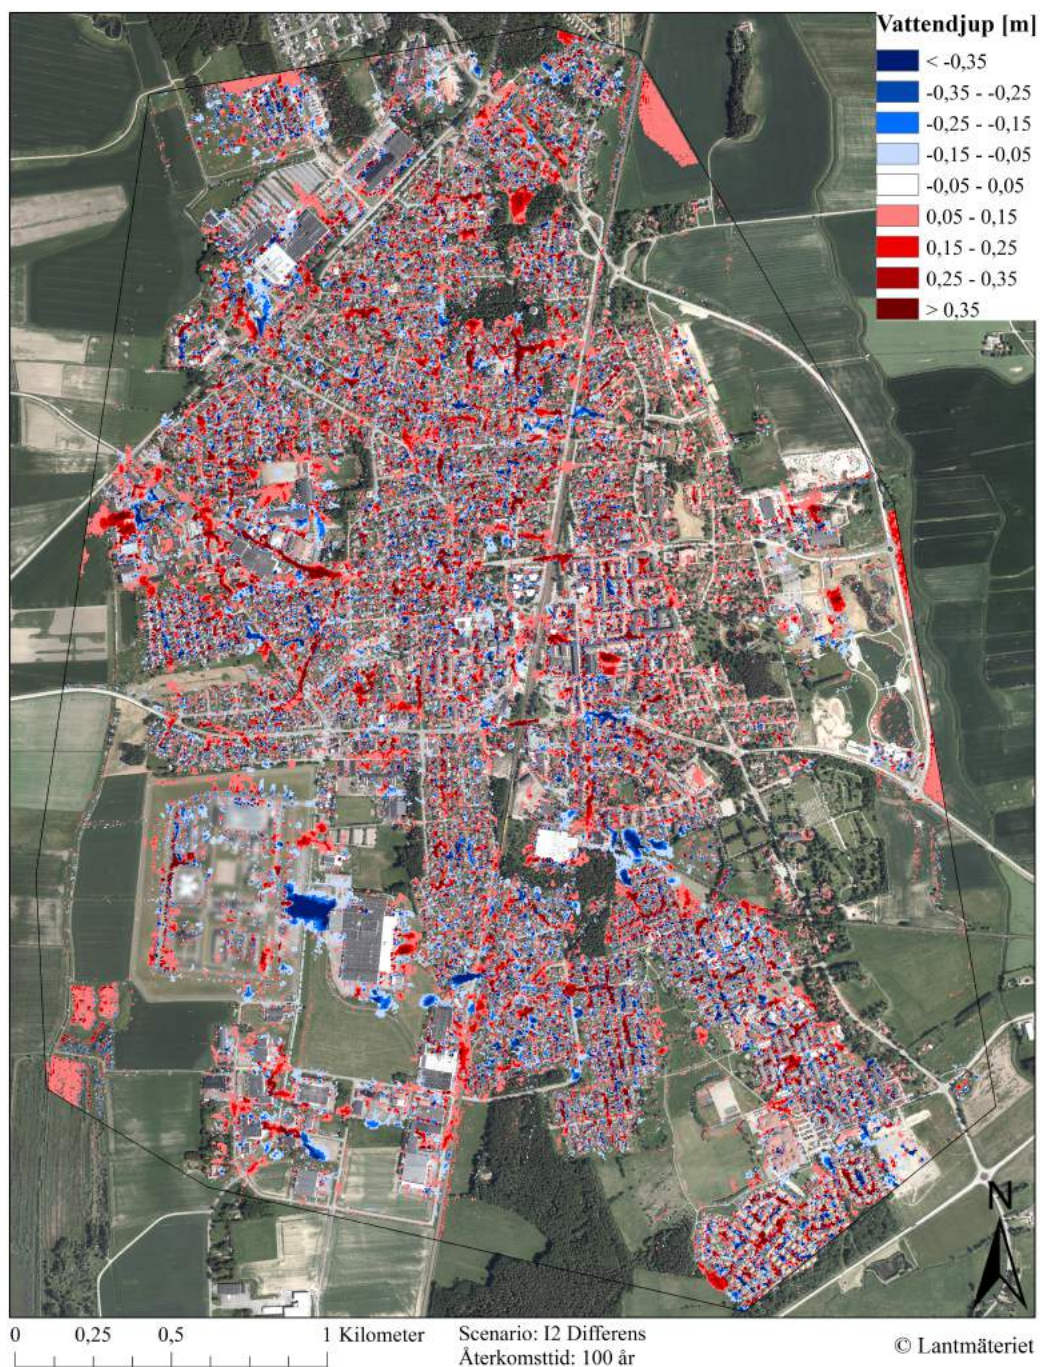 Vattendjup [m]
< -0,35
-0,35 - -0,25
-0,25 - -0,15
-0,15 - -0,05
-0,05 - 0,05
0,05 - 0,15
0,15 - 0,25
0,25 - 0,35
> 0,35
N
0 0,25 0,5 1 Kilometer
Scenario: I2 Differens
Återkomsttid: 100 år
© Lantmäteriet